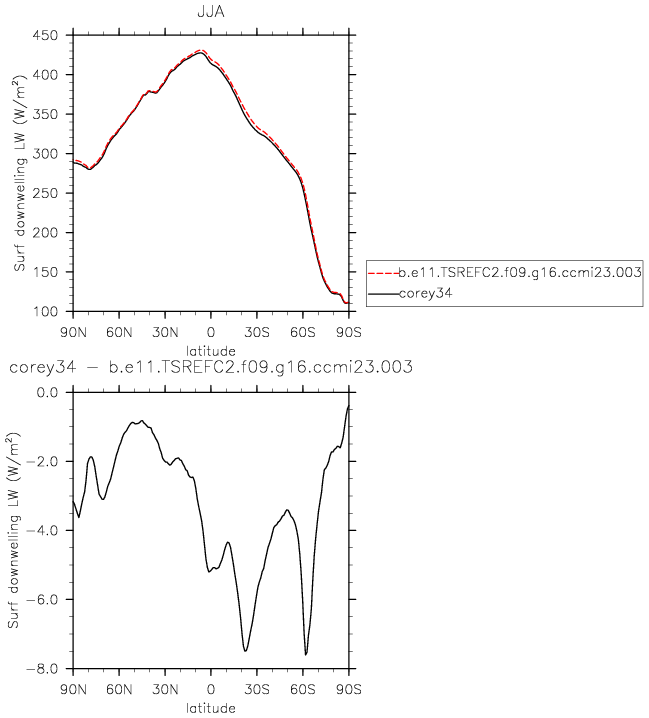 JJA
Surf downwelling LW (W/m²)
450
400
350
300
250
200
150
100
90N 60N 30N 0 30S 60S 90S
latitude
b.e11.TSREFC2.f09.g16.ccmi23.003
corey34
corey34 − b.e11.TSREFC2.f09.g16.ccmi23.003
Surf downwelling LW (W/m²)
0.0
−2.0
−4.0
−6.0
−8.0
90N 60N 30N 0 30S 60S 90S
latitude